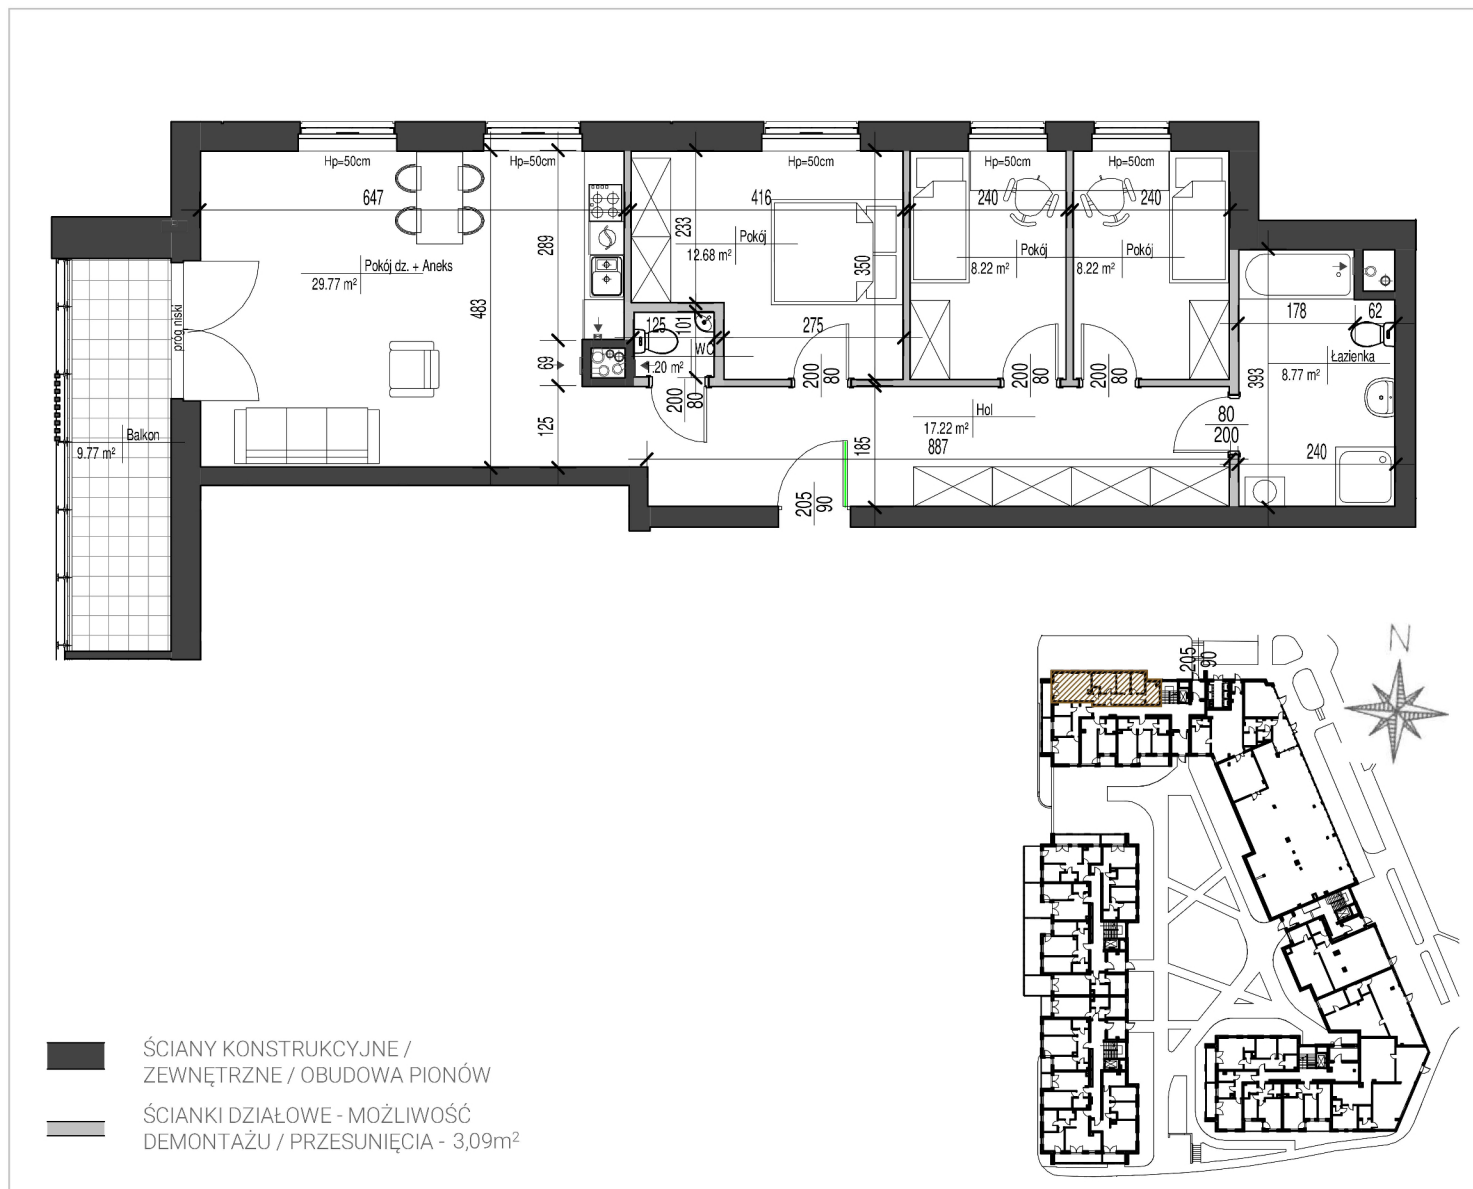 Hp=50cm
Hp=50cm
Hp=50cm
Hp=50cm
Hp=50cm
647
416
240
240
289
483
69
125
Pokój dz. + Aneks
29.77 m²
próg niski
Balkon
9.77 m²
233
Pokój
12.68 m²
350
275
Pokój
8.22 m²
Pokój
8.22 m²
125
101
WC
1.20 m²
200
80
200
80
200
80
200
80
178
62
Łazienka
8.77 m²
393
80
200
240
Hol
17.22 m²
185
887
205
90
N
205
90
ŚCIANY KONSTRUKCYJNE /
ZEWNĘTRZNE / OBUDOWA PIONÓW
ŚCIANKI DZIAŁOWE - MOŻLIWOŚĆ
DEMONTAŻU / PRZESUNIĘCIA - 3,09m²